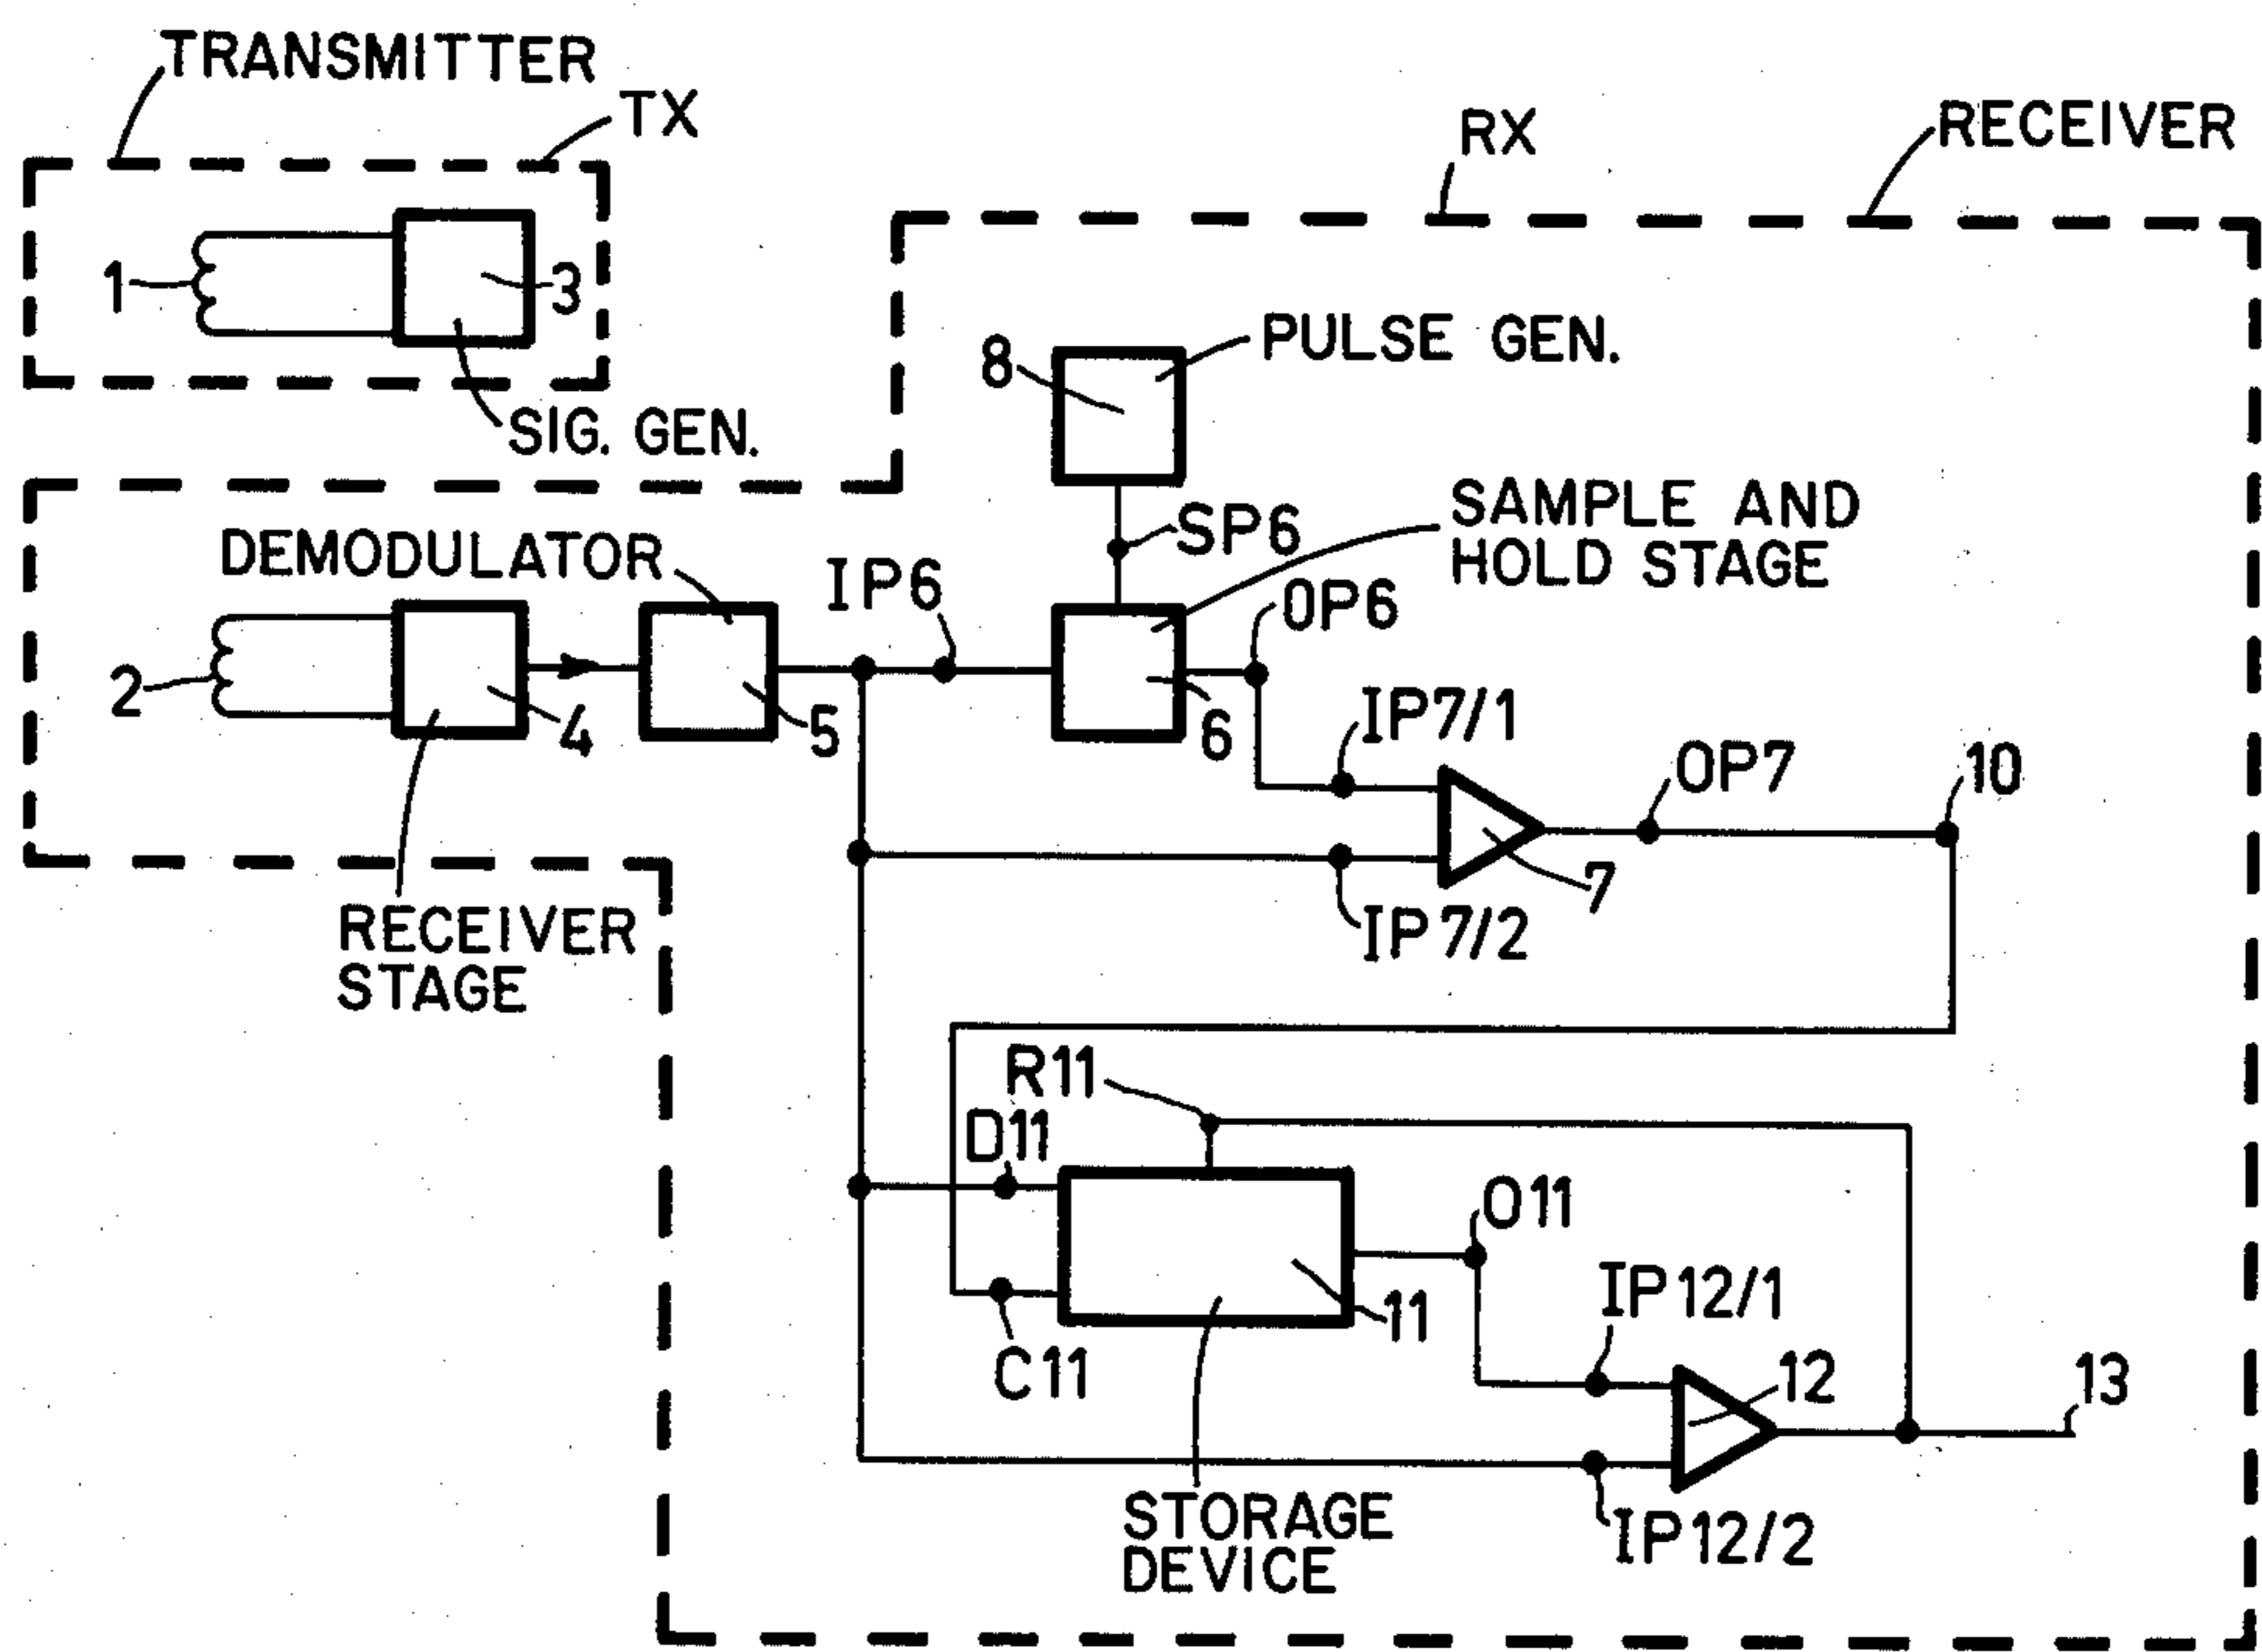 TRANSMITTER
TX
RX
RECEIVER
1
3
SIG. GEN.
8
PULSE GEN.
SP6
SAMPLE AND
HOLD STAGE
DEMODULATOR
IP6
OP6
2
4
5
6
IP7/1
OP7
10
7
IP7/2
RECEIVER
STAGE
R11
D11
O11
11
IP12/1
C11
12
13
STORAGE
DEVICE
IP12/2